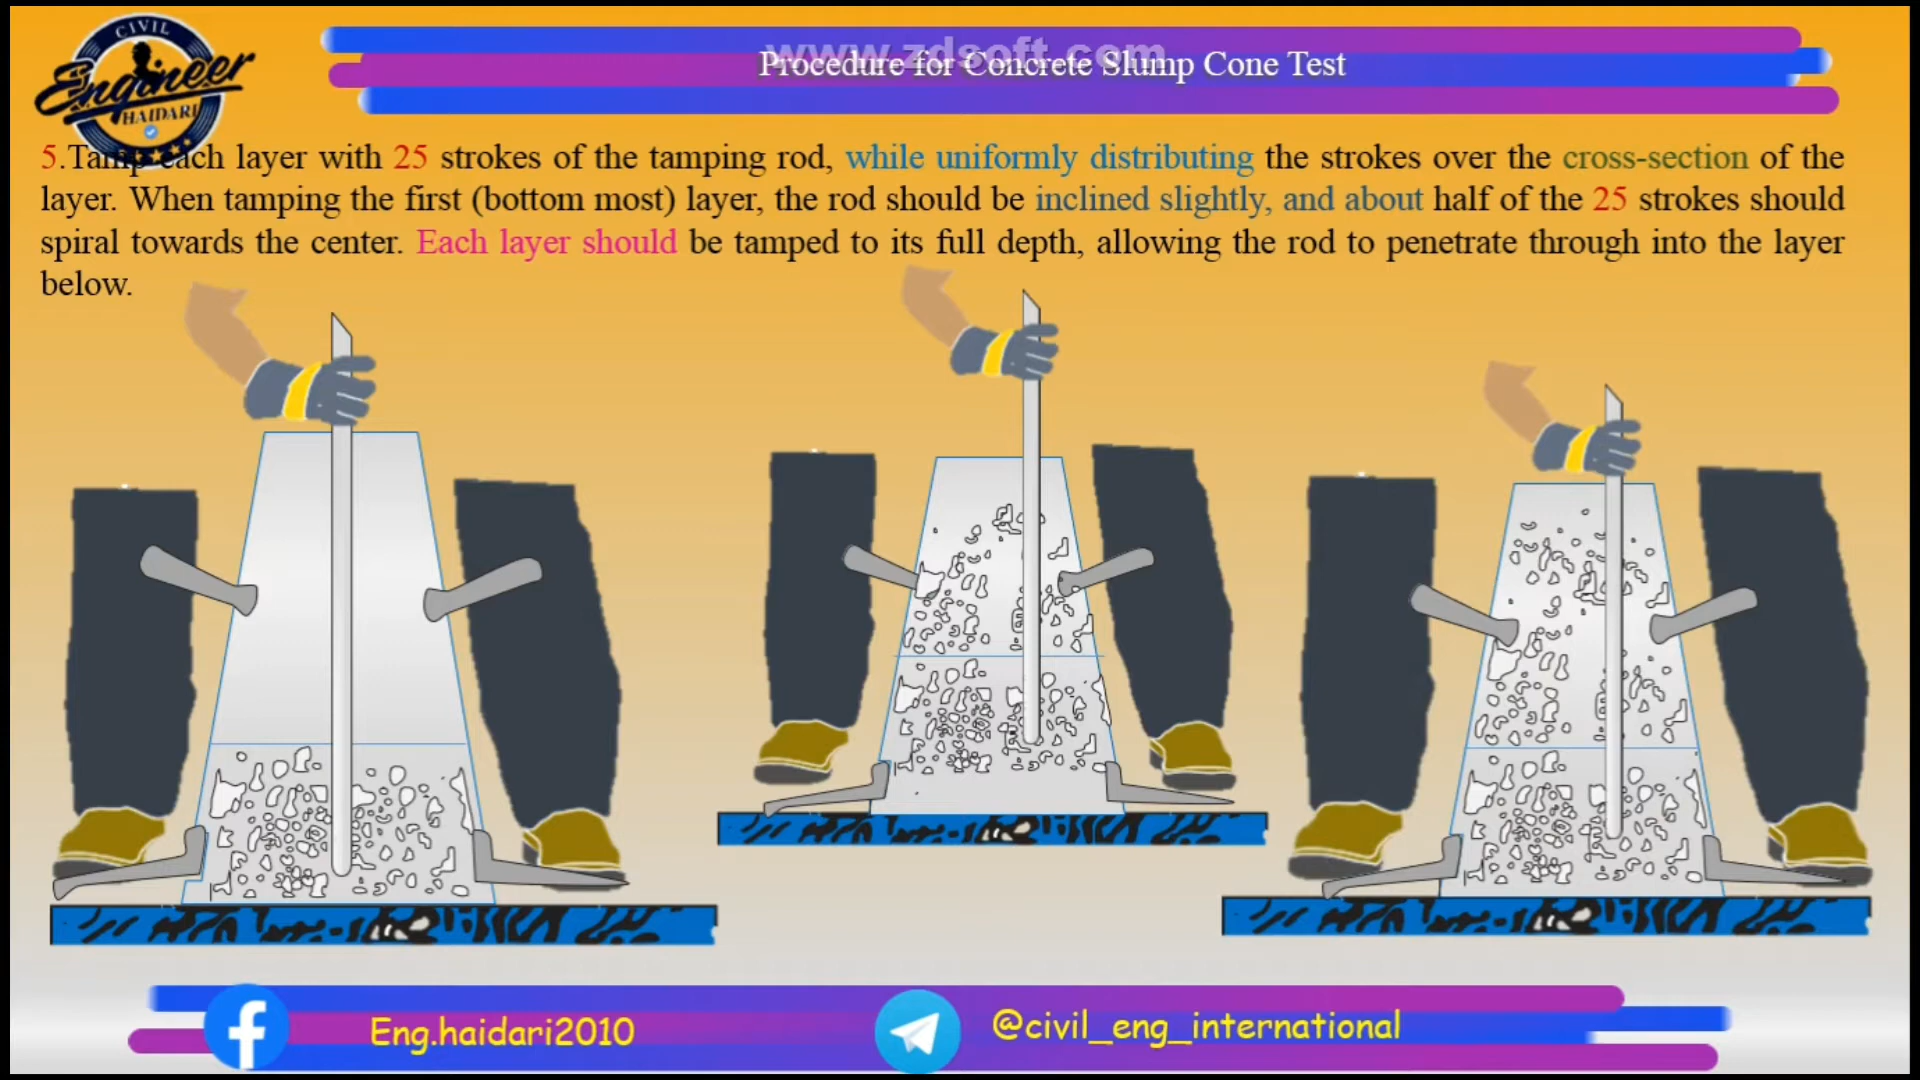 CIVIL
Engineer
HAIDARI
www.zdsoft.com
Procedure for Concrete Slump Cone Test
5.Tamp each layer with 25 strokes of the tamping rod, while uniformly distributing the strokes over the cross-section of the
layer. When tamping the first (bottom most) layer, the rod should be inclined slightly, and about half of the 25 strokes should
spiral towards the center. Each layer should be tamped to its full depth, allowing the rod to penetrate through into the layer
below.
Eng.haidari2010
@civil_eng_international